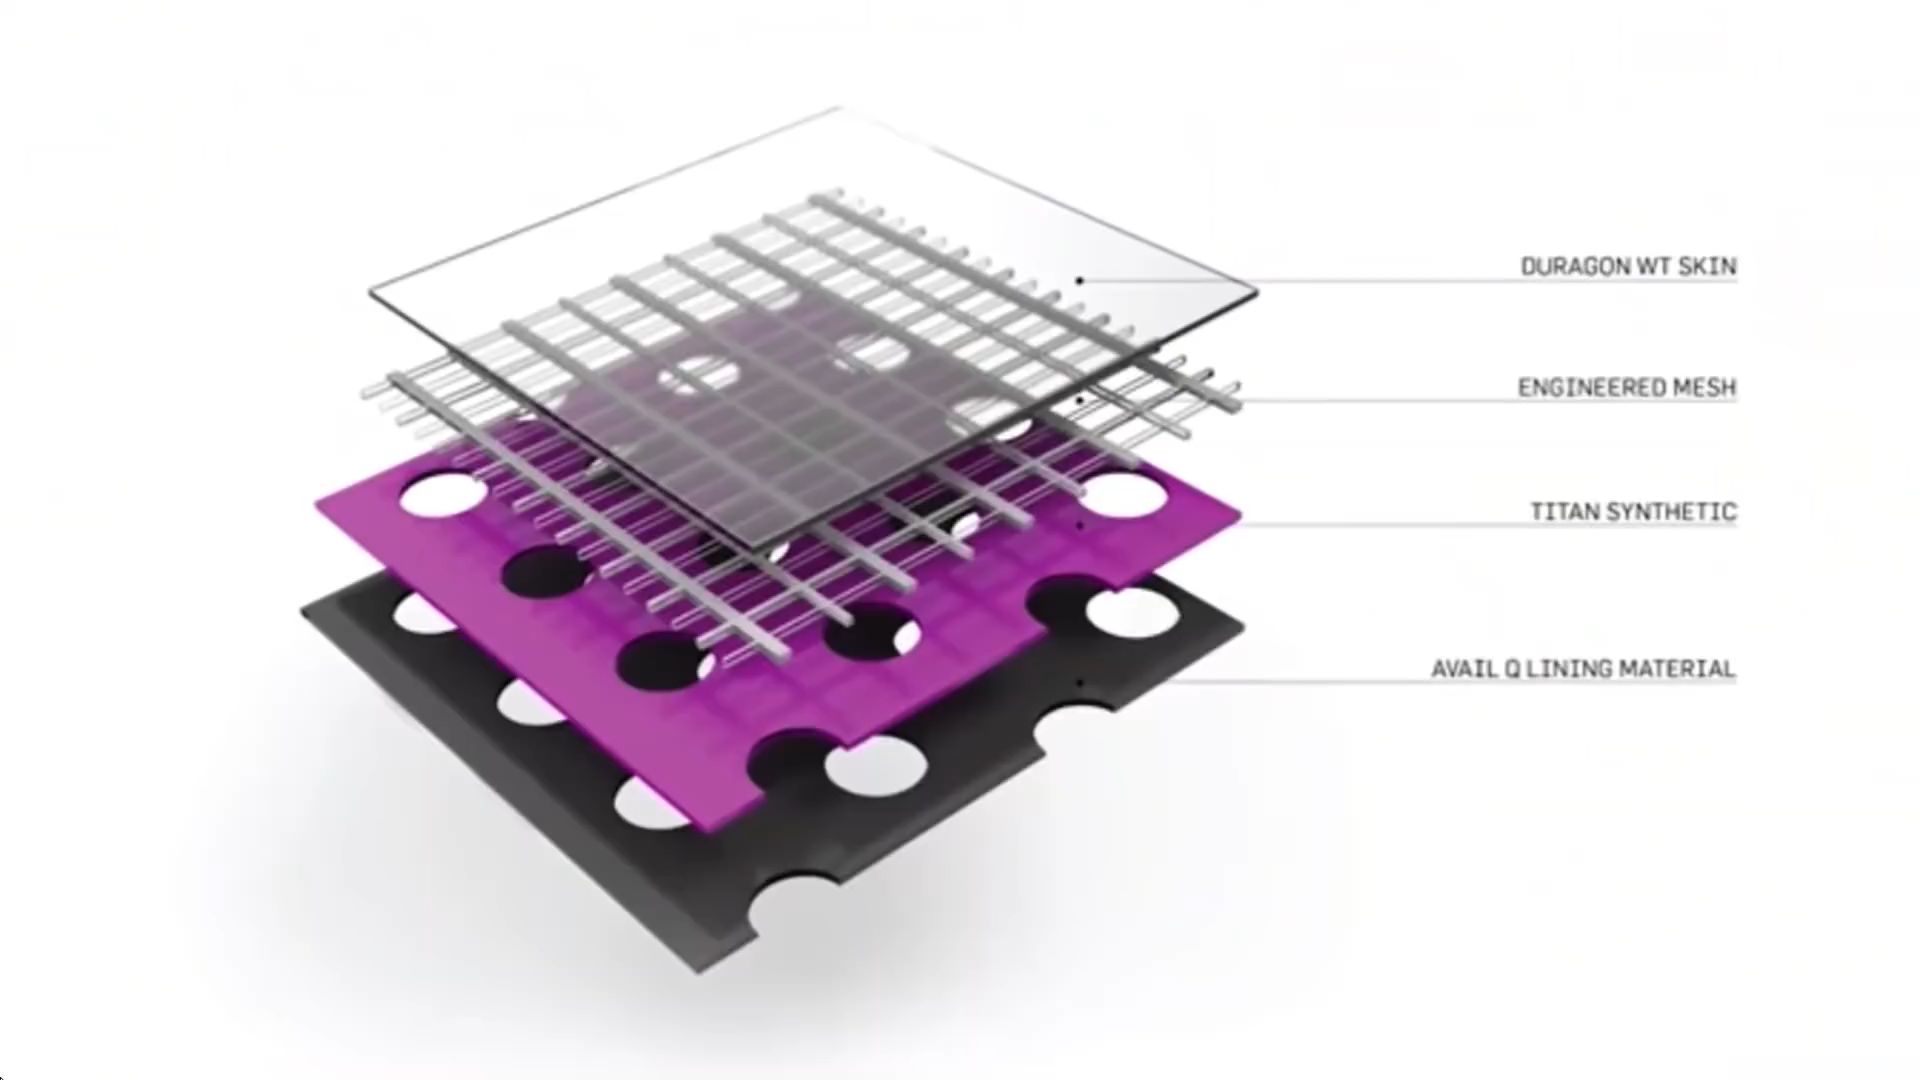 DURAGON WT SKIN
ENGINEERED MESH
TITAN SYNTHETIC
AVAIL Q LINING MATERIAL